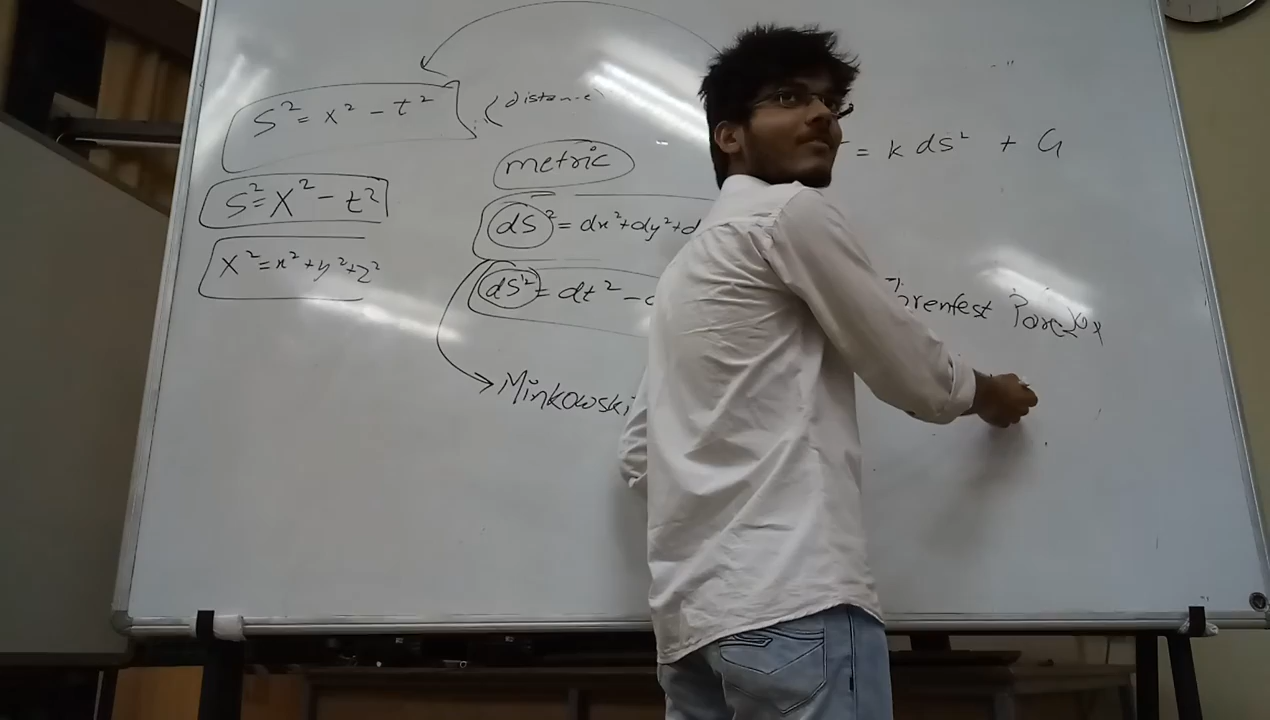 S² = x² - t²
(distance)
S² = X² - t²
X² = x² + y² + z²
metric
dS² = dx² + dy² + d
dS² = dt² -
Minkowski
= k ds² + G
hrenfest Paradox